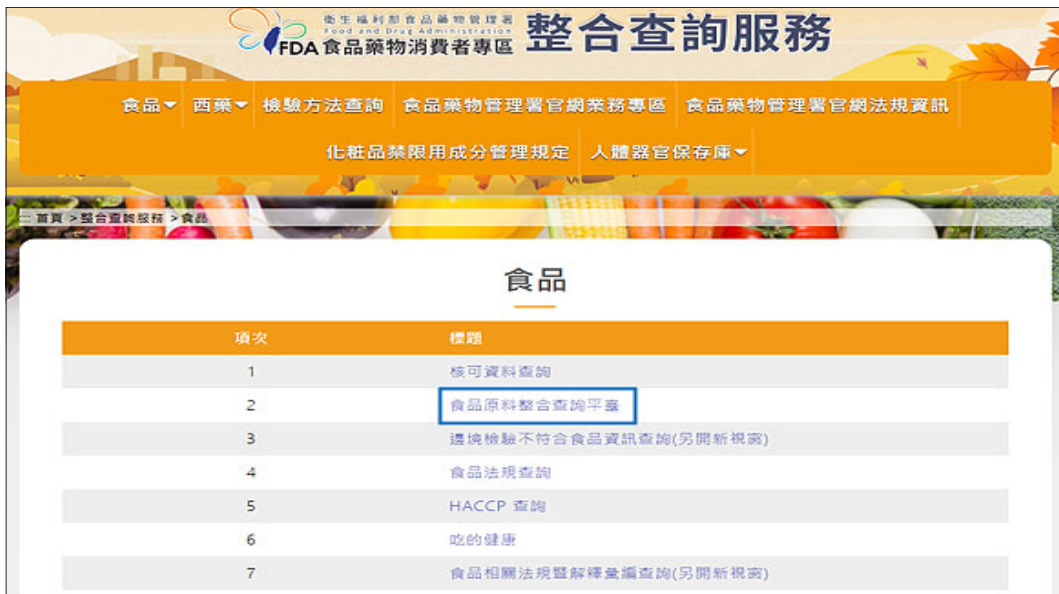 衛生福利部食品藥物管理署
Food and Drug Administration
FDA 食品藥物消費者專區 整合查詢服務
食品▼ 西藥▼ 檢驗方法查詢 食品藥物管理署官網業務專區 食品藥物管理署官網法規資訊
化粧品禁限用成分管理規定 人體器官保存庫▼
::: 首頁 >整合查詢服務 >食品
食品
項次 標題
1 核可資料查詢
2 食品原料整合查詢平臺
3 邊境檢驗不符合食品資訊查詢(另開新視窗)
4 食品法規查詢
5 HACCP 查詢
6 吃的健康
7 食品相關法規暨解釋彙編查詢(另開新視窗)